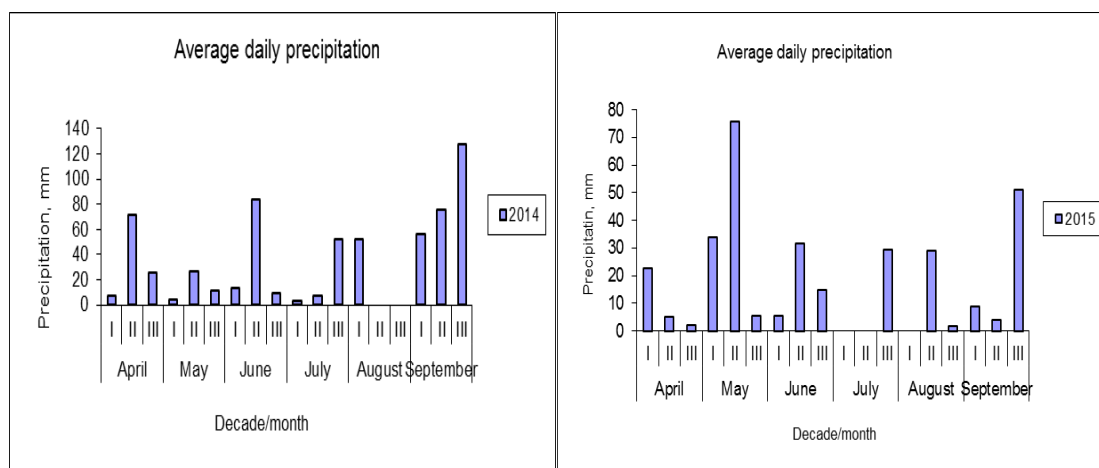 Average daily precipitation
Precipitation, mm
140
120
100
80
60
40
20
0
I II III I II III I II III I II III I II III I II III
April May June July August September
Decade/month
2014
Average daily precipitation
Precipitatin, mm
80
70
60
50
40
30
20
10
0
I II III I II III I II III I II III I II III I II III
April May June July August September
Decade/month
2015